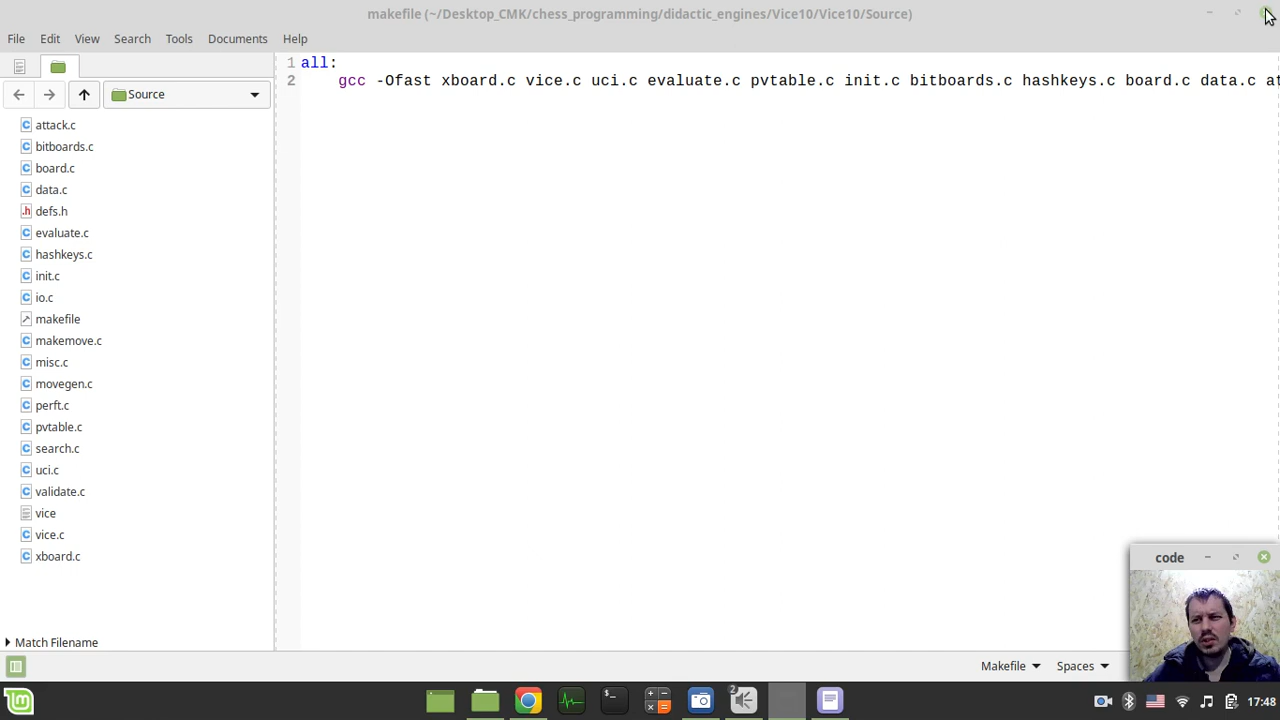 makefile (~/Desktop_CMK/chess_programming/didactic_engines/Vice10/Vice10/Source)
File Edit View Search Tools Documents Help
Source
attack.c
bitboards.c
board.c
data.c
defs.h
evaluate.c
hashkeys.c
init.c
io.c
makefile
makemove.c
misc.c
movegen.c
perft.c
pvtable.c
search.c
uci.c
validate.c
vice
vice.c
xboard.c
Match Filename
1 all:
2 gcc -Ofast xboard.c vice.c uci.c evaluate.c pvtable.c init.c bitboards.c hashkeys.c board.c data.c at
code
Makefile Spaces
2
17:48